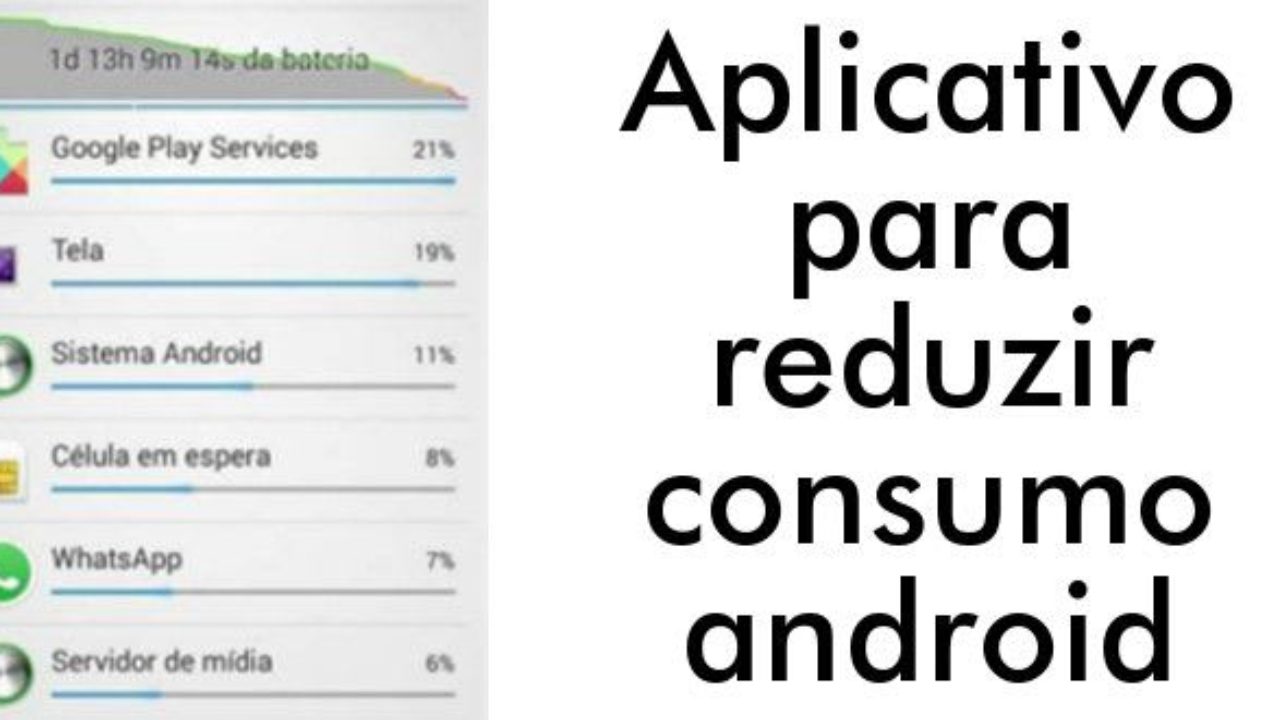 1d 13h 9m 14s da bateria
Google Play Services 21%
Tela 19%
Sistema Android 11%
Célula em espera 8%
WhatsApp 7%
Servidor de mídia 6%
Aplicativo
para
reduzir
consumo
android